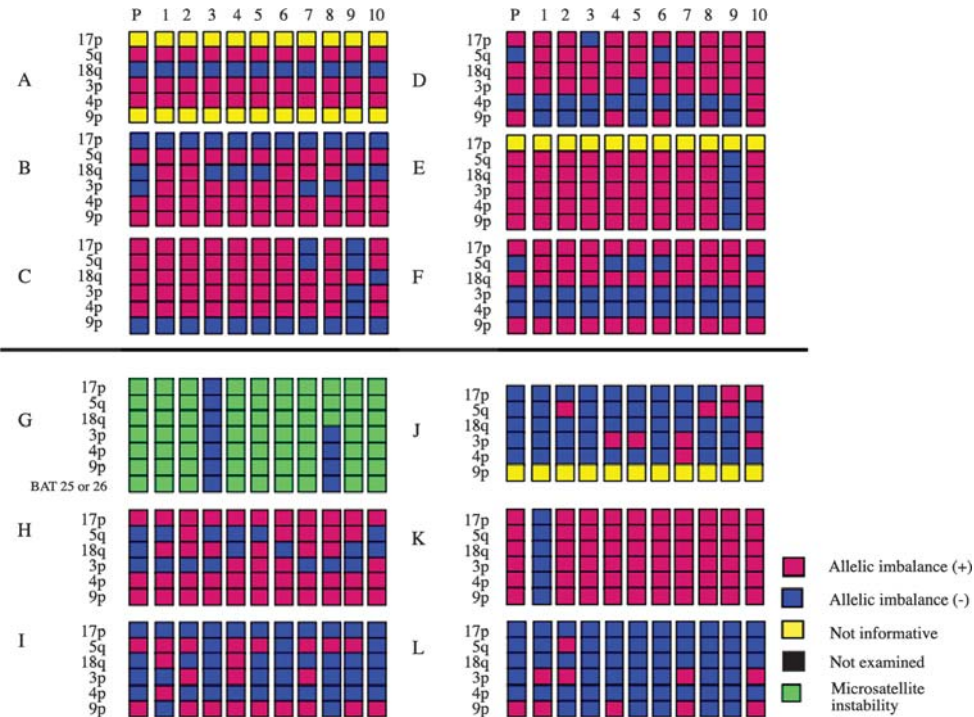 P 1 2 3 4 5 6 7 8 9 10
P 1 2 3 4 5 6 7 8 9 10
A
17p
5q
18q
3p
4p
9p
D
17p
5q
18q
3p
4p
9p
B
17p
5q
18q
3p
4p
9p
E
17p
5q
18q
3p
4p
9p
C
17p
5q
18q
3p
4p
9p
F
17p
5q
18q
3p
4p
9p
G
17p
5q
18q
3p
4p
9p
BAT 25 or 26
J
17p
5q
18q
3p
4p
9p
H
17p
5q
18q
3p
4p
9p
K
17p
5q
18q
3p
4p
9p
I
17p
5q
18q
3p
4p
9p
L
17p
5q
18q
3p
4p
9p
Allelic imbalance (+)
Allelic imbalance (-)
Not informative
Not examined
Microsatellite
instability